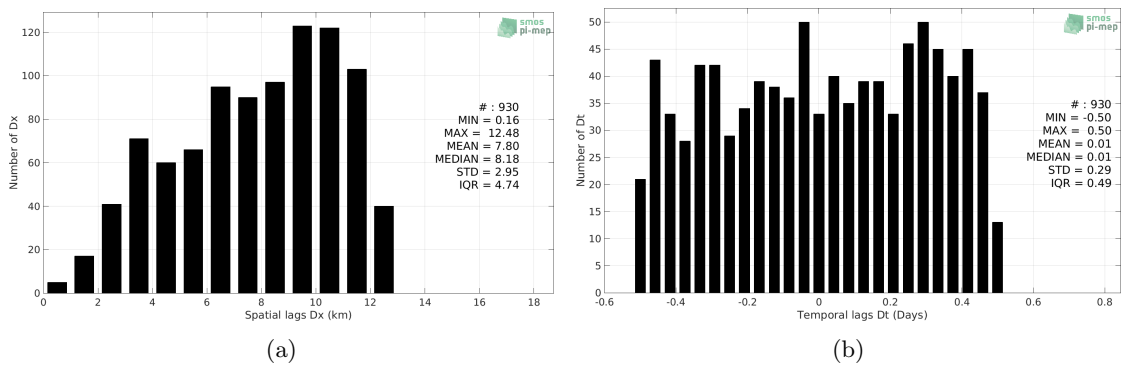 smos
pi-mep
120
100
80
60
40
20
0
Number of Dx
# : 930
MIN = 0.16
MAX = 12.48
MEAN = 7.80
MEDIAN = 8.18
STD = 2.95
IQR = 4.74
0 2 4 6 8 10 12 14 16 18
Spatial lags Dx (km)
(a)
smos
pi-mep
50
45
40
35
30
25
20
15
10
5
0
Number of Dt
# : 930
MIN = -0.50
MAX = 0.50
MEAN = 0.01
MEDIAN = 0.01
STD = 0.29
IQR = 0.49
-0.6 -0.4 -0.2 0 0.2 0.4 0.6 0.8
Temporal lags Dt (Days)
(b)